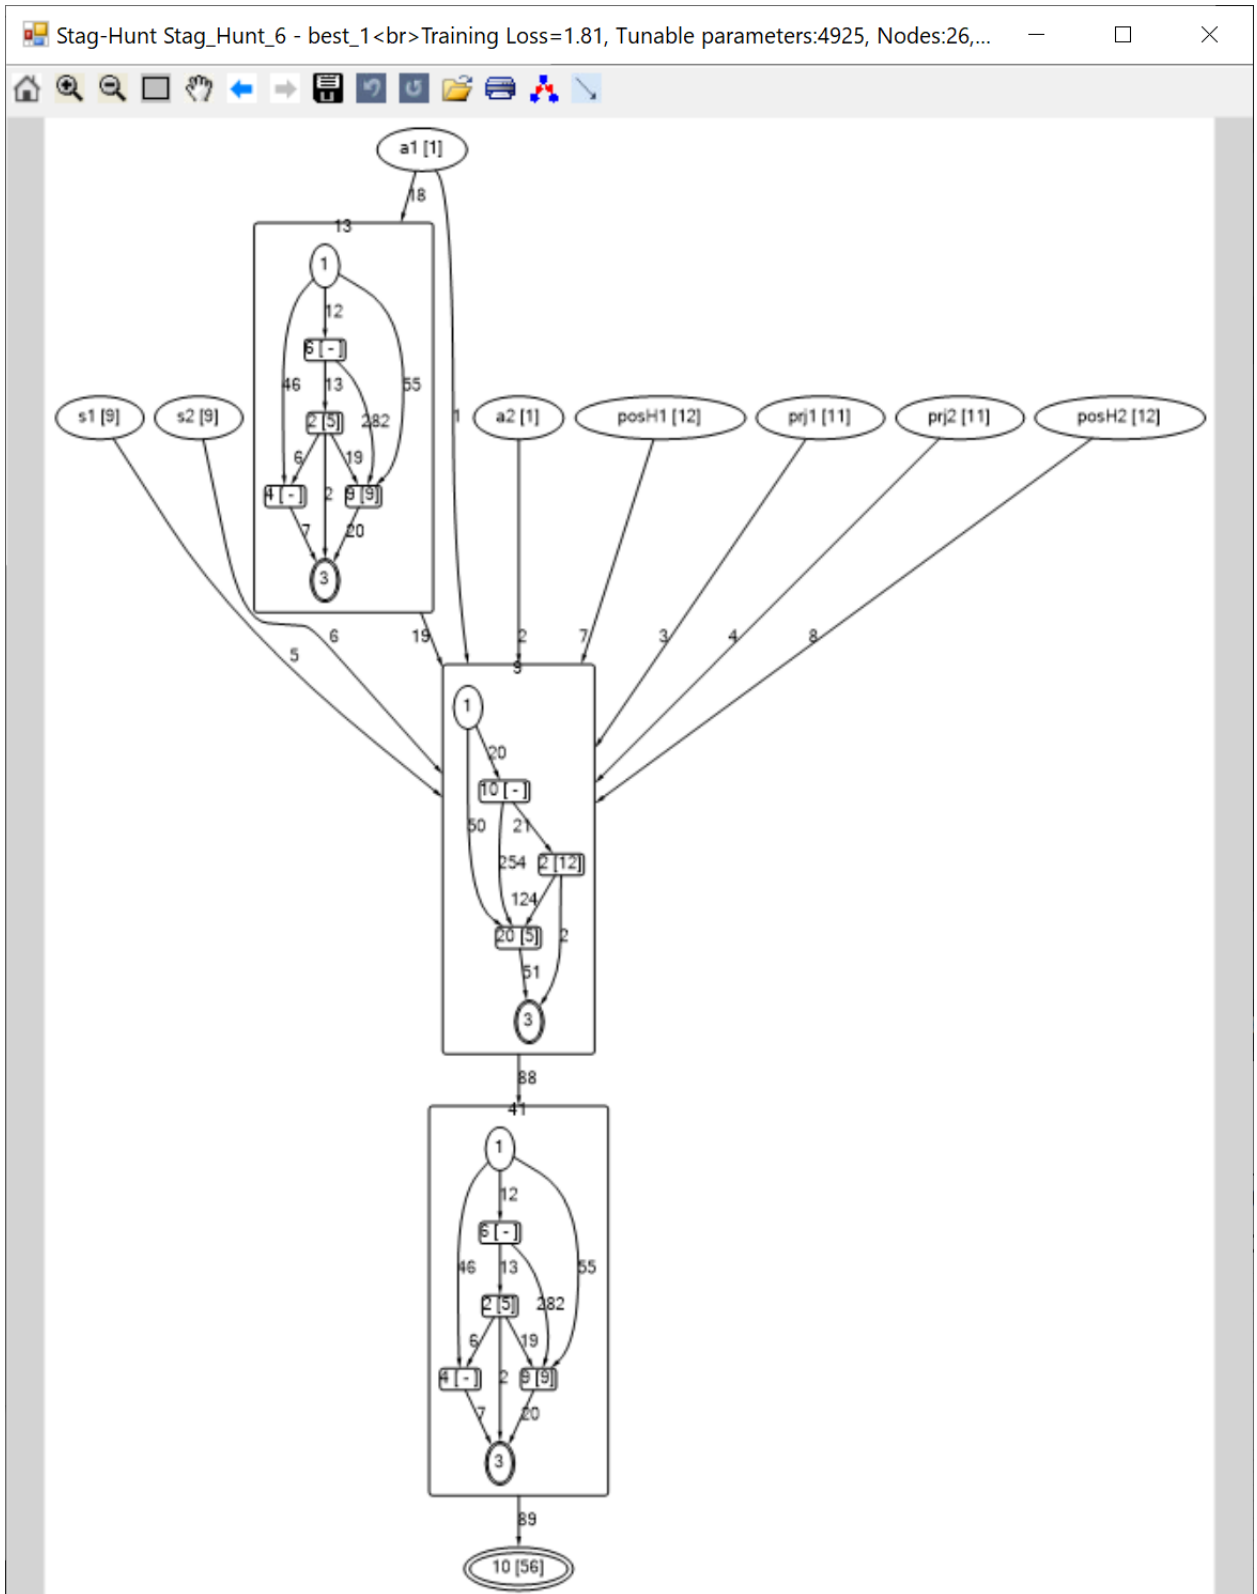 Stag-Hunt Stag_Hunt_6 - best_1<br>Training Loss=1.81, Tunable parameters:4925, Nodes:26,...
a1 [1]
18
13
1
12
6 [-]
46 13 55
2 [5] 282
6 19
4 [-] 2 9 [9]
7 20
3
s1 [9] s2 [9] 1 a2 [1] posH1 [12] prj1 [11] prj2 [11] posH2 [12]
5 6 19 2 7 3 4 8
9
1
20
10 [-]
50 21
254 2 [12]
124
20 [5] 2
51
3
88
41
1
12
6 [-]
46 13 55
2 [5] 282
6 19
4 [-] 2 9 [9]
7 20
3
89
10 [56]